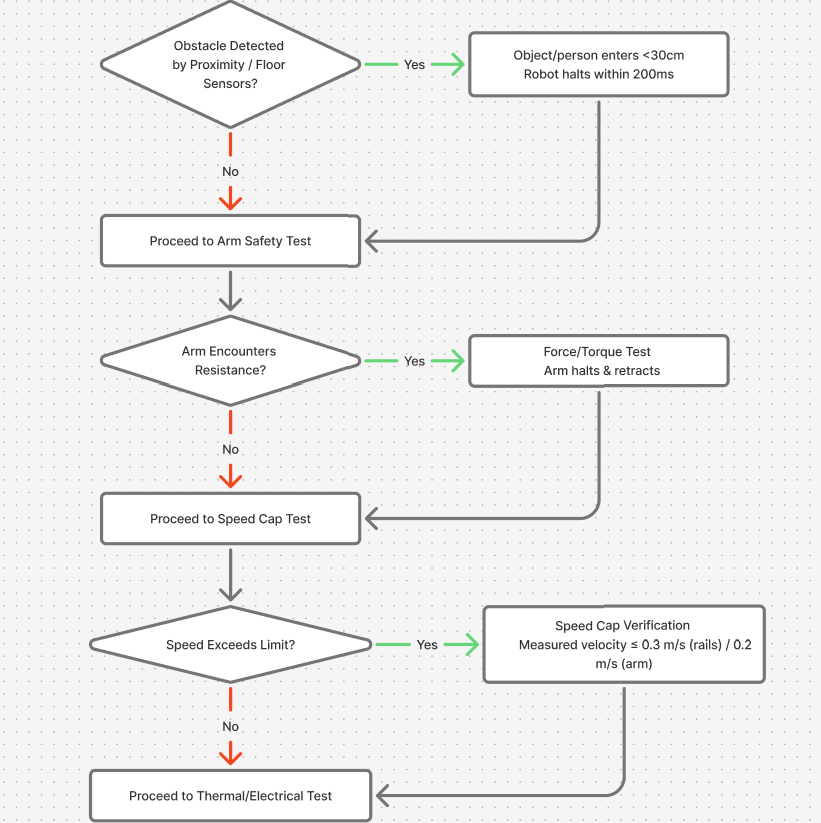 Obstacle Detected
by Proximity / Floor
Sensors?
Yes
Object/person enters <30cm
Robot halts within 200ms
No
Proceed to Arm Safety Test
Arm Encounters
Resistance?
Yes
Force/Torque Test
Arm halts & retracts
No
Proceed to Speed Cap Test
Speed Exceeds Limit?
Yes
Speed Cap Verification
Measured velocity ≤ 0.3 m/s (rails) / 0.2
m/s (arm)
No
Proceed to Thermal/Electrical Test